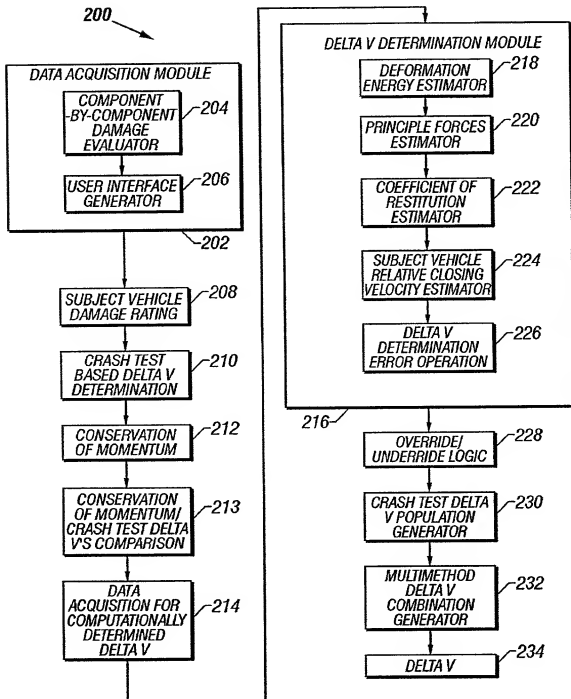 200
DATA ACQUISITION MODULE
COMPONENT
-BY-COMPONENT
DAMAGE
EVALUATOR
204
USER INTERFACE
GENERATOR
206
202
SUBJECT VEHICLE
DAMAGE RATING
208
CRASH TEST
BASED DELTA V
DETERMINATION
210
CONSERVATION
OF MOMENTUM
212
CONSERVATION
OF MOMENTUM/
CRASH TEST DELTA
V'S COMPARISON
213
DATA
ACQUISITION FOR
COMPUTATIONALLY
DETERMINED
DELTA V
214
DELTA V DETERMINATION MODULE
DEFORMATION
ENERGY ESTIMATOR
218
PRINCIPLE FORCES
ESTIMATOR
220
COEFFICIENT OF
RESTITUTION
ESTIMATOR
222
SUBJECT VEHICLE
RELATIVE CLOSING
VELOCITY ESTIMATOR
224
DELTA V
DETERMINATION
ERROR OPERATION
226
216
OVERRIDE/
UNDERRIDE LOGIC
228
CRASH TEST DELTA
V POPULATION
GENERATOR
230
MULTIMETHOD
DELTA V
COMBINATION
GENERATOR
232
DELTA V
234